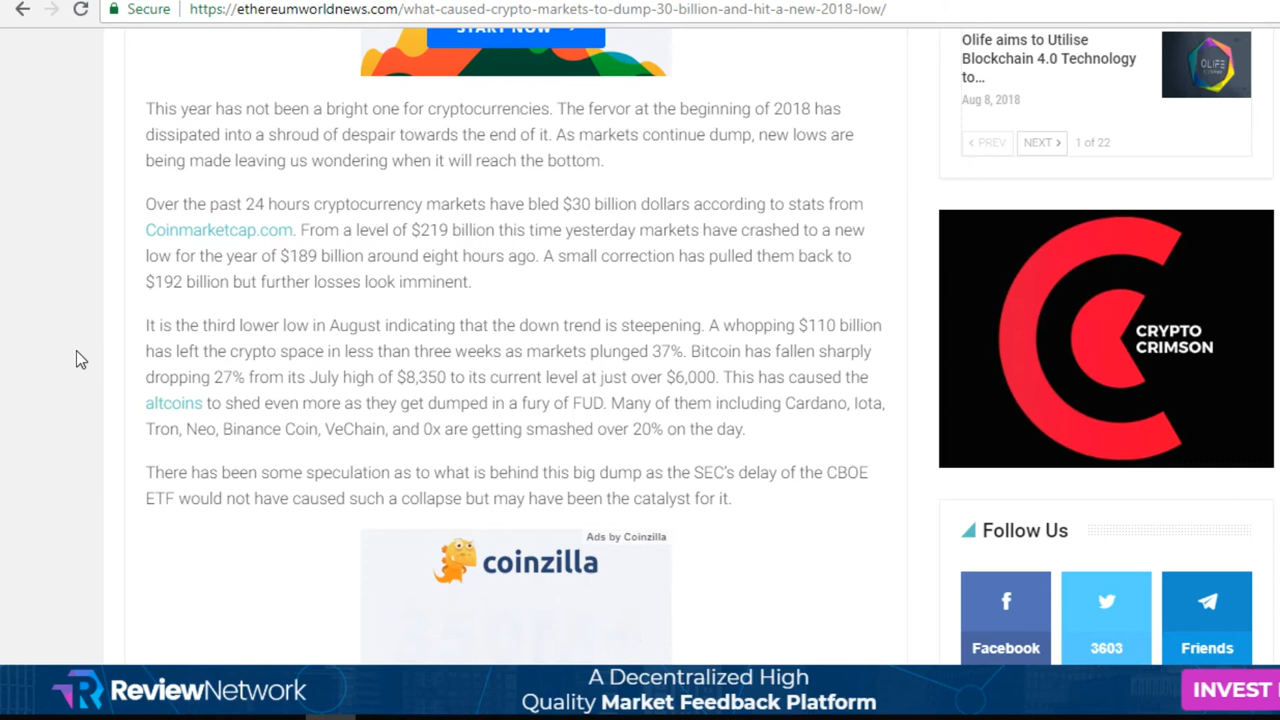 Secure
https://ethereumworldnews.com/what-caused-crypto-markets-to-dump-30-billion-and-hit-a-new-2018-low/
START NOW
This year has not been a bright one for cryptocurrencies. The fervor at the beginning of 2018 has
dissipated into a shroud of despair towards the end of it. As markets continue dump, new lows are
being made leaving us wondering when it will reach the bottom.
Over the past 24 hours cryptocurrency markets have bled $30 billion dollars according to stats from
Coinmarketcap.com. From a level of $219 billion this time yesterday markets have crashed to a new
low for the year of $189 billion around eight hours ago. A small correction has pulled them back to
$192 billion but further losses look imminent.
It is the third lower low in August indicating that the down trend is steepening. A whopping $110 billion
has left the crypto space in less than three weeks as markets plunged 37%. Bitcoin has fallen sharply
dropping 27% from its July high of $8,350 to its current level at just over $6,000. This has caused the
altcoins to shed even more as they get dumped in a fury of FUD. Many of them including Cardano, Iota,
Tron, Neo, Binance Coin, VeChain, and 0x are getting smashed over 20% on the day.
There has been some speculation as to what is behind this big dump as the SEC's delay of the CBOE
ETF would not have caused such a collapse but may have been the catalyst for it.
Ads by Coinzilla
coinzilla
Olife aims to Utilise
Blockchain 4.0 Technology
to…
Aug 8, 2018
OLIFE
PREV
NEXT
1 of 22
CRYPTO
CRIMSON
Follow Us
Facebook
3603
Friends
ReviewNetwork
A Decentralized High
Quality Market Feedback Platform
INVEST